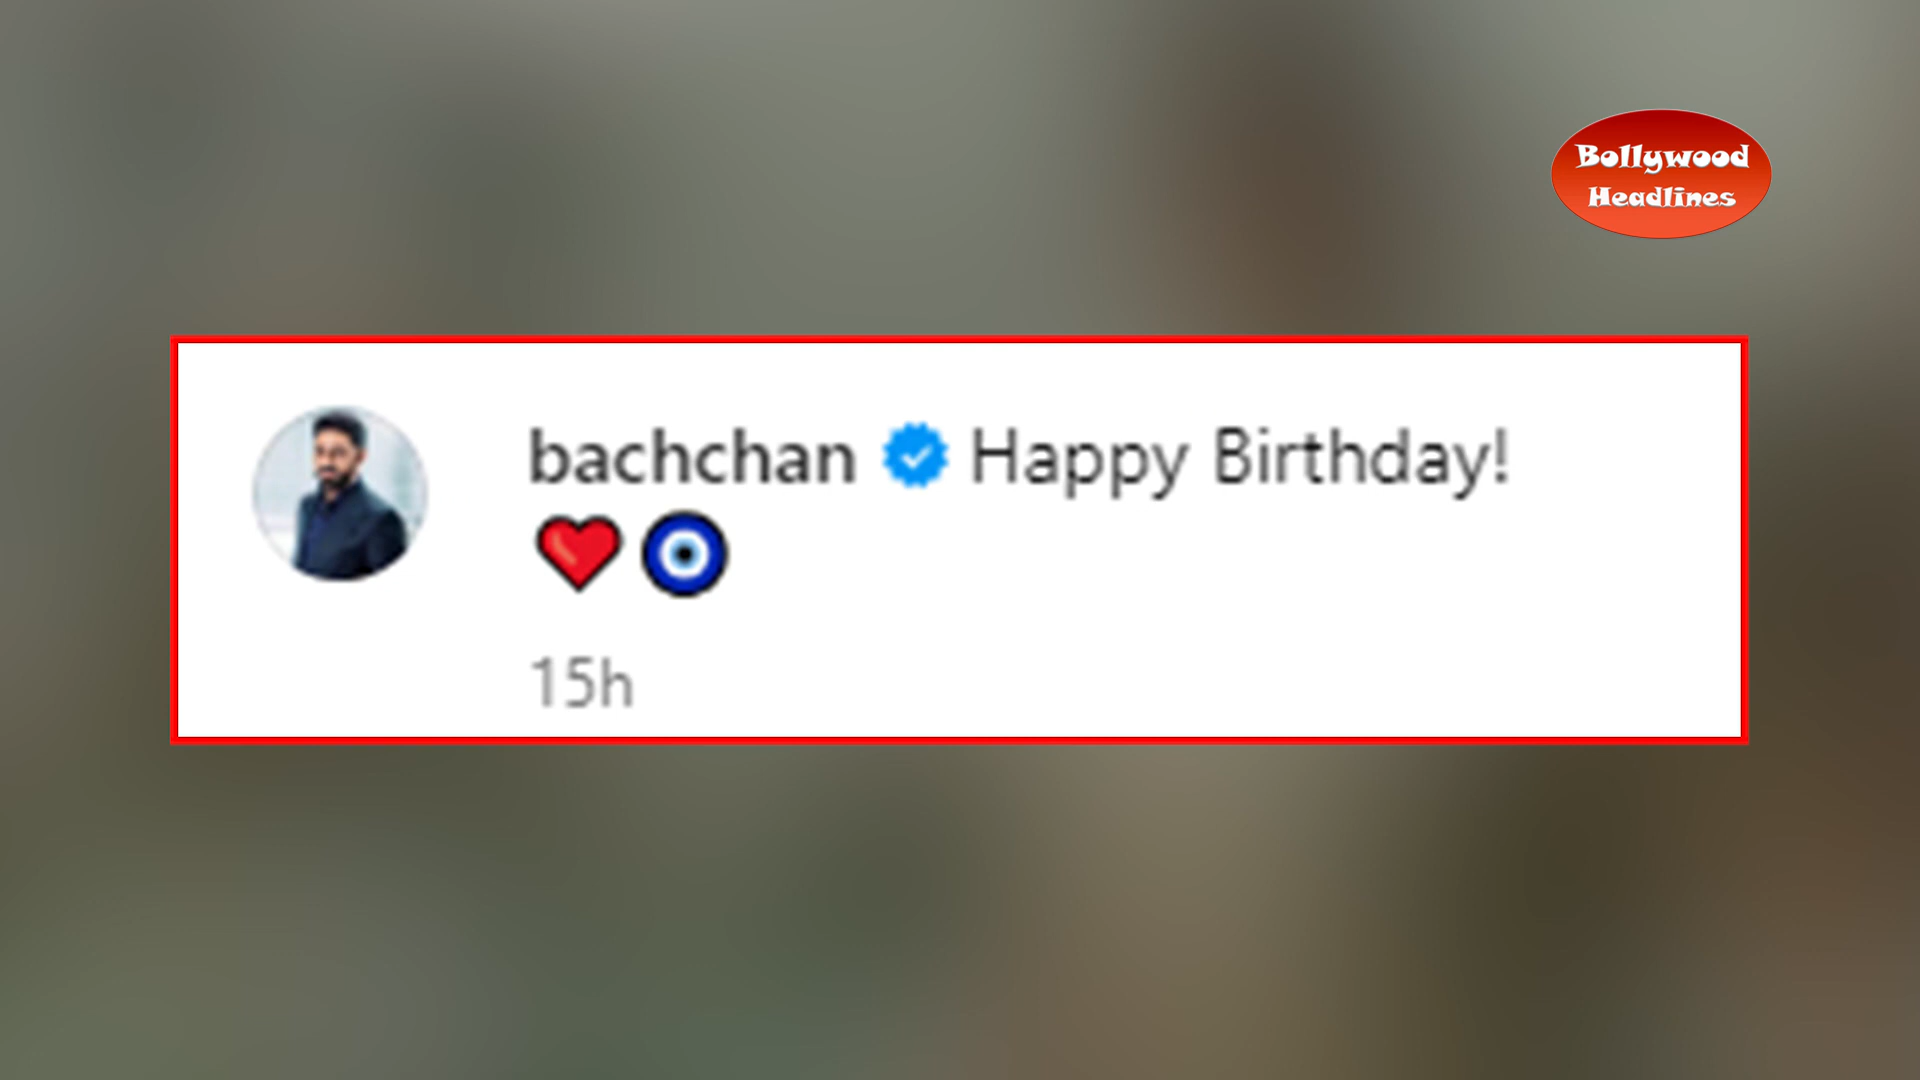 Bollywood
Headlines
bachchan Happy Birthday!
❤️🧿
15h